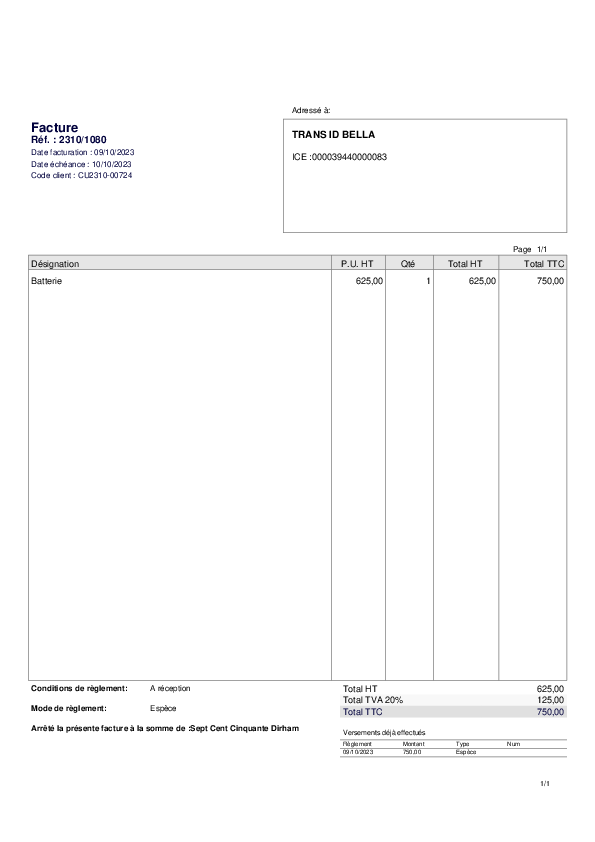 Adressé à:
Facture
Réf. : 2310/1080
Date facturation : 09/10/2023
Date échéance : 10/10/2023
Code client : CU2310-00724
TRANS ID BELLA
ICE :000039440000083
Page 1/1
Désignation P.U. HT Qté Total HT Total TTC
Batterie 625,00 1 625,00 750,00
Conditions de règlement: A réception
Mode de règlement: Espèce
Arrêté la présente facture à la somme de :Sept Cent Cinquante Dirham
Total HT 625,00
Total TVA 20% 125,00
Total TTC 750,00
Versements déjà effectués
Règlement Montant Type Num
09/10/2023 750,00 Espèce
1/1